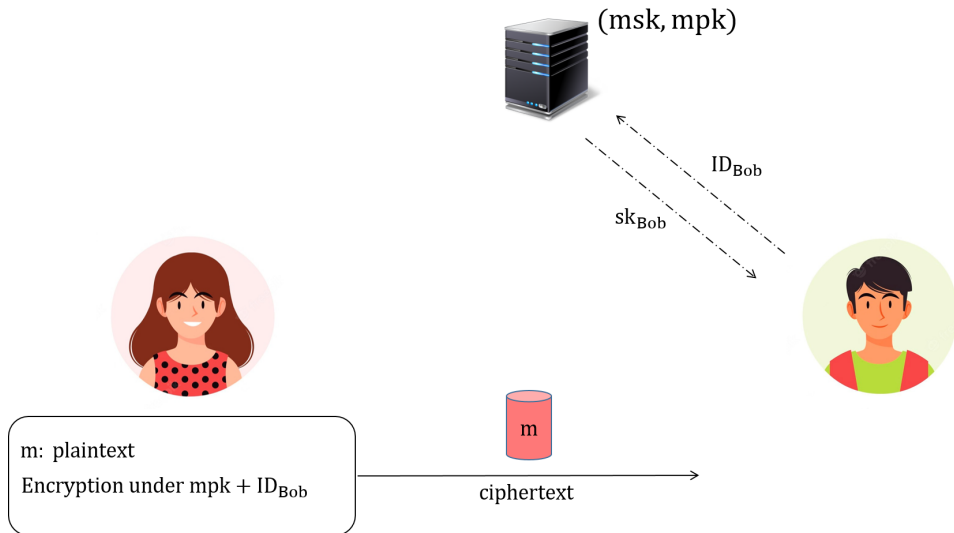 (msk, mpk)
ID_Bob
sk_Bob
m
m: plaintext
Encryption under mpk + ID_Bob
ciphertext